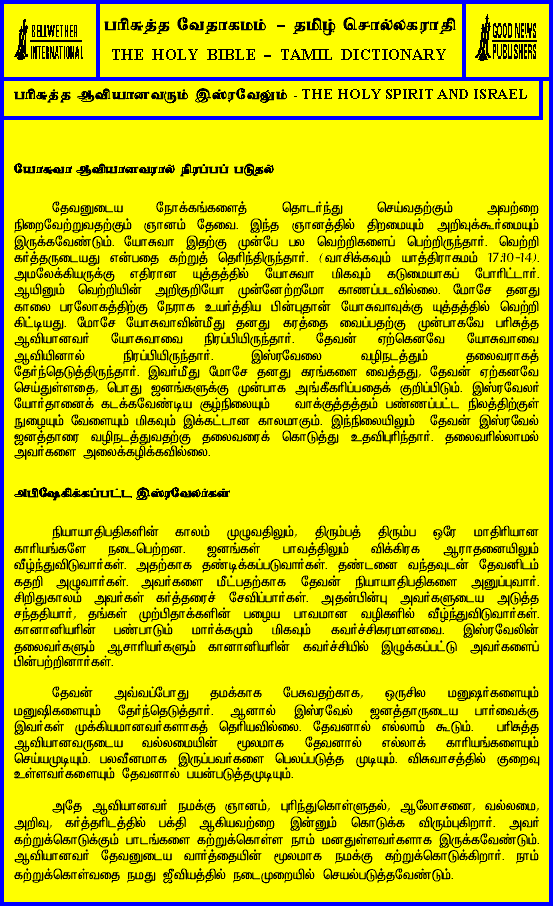 BELLWETHER
INTERNATIONAL
பரிசுத்த வேதாகமம் – தமிழ் சொல்லகராதி
THE HOLY BIBLE – TAMIL DICTIONARY
GOOD NEWS
PUBLISHERS
பரிசுத்த ஆவியானவரும் இஸ்ரவேலும் - THE HOLY SPIRIT AND ISRAEL
யோசுவா ஆவியானவரால் நிரப்பப் படுதல்
தேவனுடைய நோக்கங்களைத் தொடர்ந்து செய்வதற்கும் அவற்றை
நிறைவேற்றுவதற்கும் ஞானம் தேவை. இந்த ஞானத்தில் திறமையும் அறிவுக்கூர்மையும்
இருக்கவேண்டும். யோசுவா இதற்கு முன்பே பல வெற்றிகளைப் பெற்றிருந்தார். வெற்றி
கர்த்தருடையது என்பதை கற்றுத் தெரிந்திருந்தார். (வாசிக்கவும் யாத்திராகமம் 17:10-14).
அமலேக்கியருக்கு எதிரான யுத்தத்தில் யோசுவா மிகவும் கடுமையாகப் போரிட்டார்.
ஆயினும் வெற்றியின் அறிகுறியோ முன்னேற்றமோ காணப்படவில்லை. மோசே தனது
காலை பரலோகத்திற்கு நேராக உயர்த்திய பின்புதான் யோசுவாவுக்கு யுத்தத்தில் வெற்றி
கிட்டியது. மோசே யோசுவாவின்மீது தனது கரத்தை வைப்பதற்கு முன்பாகவே பரிசுத்த
ஆவியானவர் யோசுவாவை நிரப்பியிருந்தார். தேவன் ஏற்கெனவே யோசுவாவை
ஆவியினால் நிரப்பியிருந்தார். இஸ்ரவேலை வழிநடத்தும் தலைவராகத்
தேர்ந்தெடுத்திருந்தார். இவர்மீது மோசே தனது கரங்களை வைத்தது, தேவன் ஏற்கனவே
செய்துள்ளதை, பொது ஜனங்களுக்கு முன்பாக அங்கீகரிப்பதைக் குறிப்பிடும். இஸ்ரவேலர்
யோர்தானைக் கடக்கவேண்டிய சூழ்நிலையும் வாக்குத்தத்தம் பண்ணப்பட்ட நிலத்திற்குள்
நுழையும் வேளையும் மிகவும் இக்கட்டான காலமாகும். இந்நிலையிலும் தேவன் இஸ்ரவேல்
ஜனத்தாரை வழிநடத்துவதற்கு தலைவரைக் கொடுத்து உதவிபுரிந்தார். தலைவரில்லாமல்
அவர்களை அலைக்கழிக்கவில்லை.
அபிஷேகிக்கப்பட்ட இஸ்ரவேலர்கள்
நியாயாதிபதிகளின் காலம் முழுவதிலும், திரும்பத் திரும்ப ஒரே மாதிரியான
காரியங்களே நடைபெற்றன. ஜனங்கள் பாவத்திலும் விக்கிரக ஆராதனையிலும்
வீழ்ந்துவிடுவார்கள். அதற்காக தண்டிக்கப்படுவார்கள். தண்டனை வந்தவுடன் தேவனிடம்
கதறி அழுவார்கள். அவர்களை மீட்பதற்காக தேவன் நியாயாதிபதிகளை அனுப்புவார்.
சிறிதுகாலம் அவர்கள் கர்த்தரைச் சேவிப்பார்கள். அதன்பின்பு அவர்களுடைய அடுத்த
சந்ததியார், தங்கள் முற்பிதாக்களின் பழைய பாவமான வழிகளில் வீழ்ந்துவிடுவார்கள்.
கானானியரின் பண்பாடும் மார்க்கமும் மிகவும் கவர்ச்சிகரமானவை. இஸ்ரவேலின்
தலைவர்களும் ஆசாரியர்களும் கானானியரின் கவர்ச்சியில் இழுக்கப்பட்டு அவர்களைப்
பின்பற்றினார்கள்.
தேவன் அவ்வப்போது தமக்காக பேசுவதற்காக, ஒருசில மனுஷர்களையும்
மனுஷிகளையும் தேர்ந்தெடுத்தார். ஆனால் இஸ்ரவேல் ஜனத்தாருடைய பார்வைக்கு
இவர்கள் முக்கியமானவர்களாகத் தெரியவில்லை. தேவனால் எல்லாம் கூடும். பரிசுத்த
ஆவியானவருடைய வல்லமையின் மூலமாக தேவனால் எல்லாக் காரியங்களையும்
செய்யமுடியும். பலவீனமாக இருப்பவர்களை பெலப்படுத்த முடியும். விசுவாசத்தில் குறைவு
உள்ளவர்களையும் தேவனால் பயன்படுத்தமுடியும்.
அதே ஆவியானவர் நமக்கு ஞானம், புரிந்துகொள்ளுதல், ஆலோசனை, வல்லமை,
அறிவு, கர்த்தரிடத்தில் பக்தி ஆகியவற்றை இன்னும் கொடுக்க விரும்புகிறார். அவர்
கற்றுக்கொடுக்கும் பாடங்களை கற்றுக்கொள்ள நாம் மனதுள்ளவர்களாக இருக்கவேண்டும்.
ஆவியானவர் தேவனுடைய வார்த்தையின் மூலமாக நமக்கு கற்றுக்கொடுக்கிறார். நாம்
கற்றுக்கொள்வதை நமது ஜீவியத்தில் நடைமுறையில் செயல்படுத்தவேண்டும்.